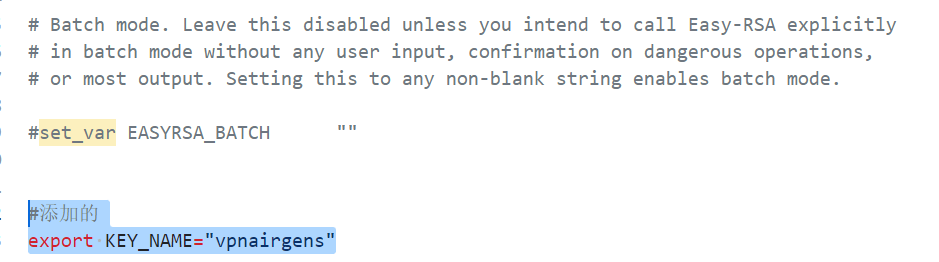 # Batch mode. Leave this disabled unless you intend to call Easy-RSA explicitly
# in batch mode without any user input, confirmation on dangerous operations,
# or most output. Setting this to any non-blank string enables batch mode.
#set_var EASYRSA_BATCH      ""
#添加的
export KEY_NAME="vpnairgens"